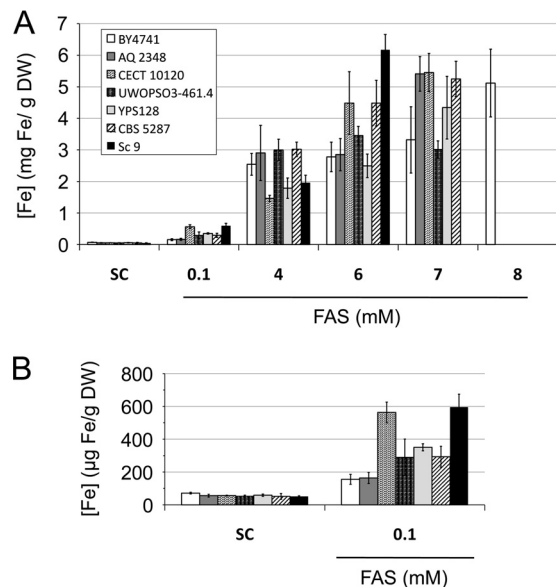 A
[Fe] (mg Fe/ g DW)
7
6
5
4
3
2
1
0
BY4741
AQ 2348
CECT 10120
UWOPSO3-461.4
YPS128
CBS 5287
Sc 9
SC 0.1 4 6 7 8
FAS (mM)
B
[Fe] (µg Fe/g DW)
800
600
400
200
0
SC 0.1
FAS (mM)